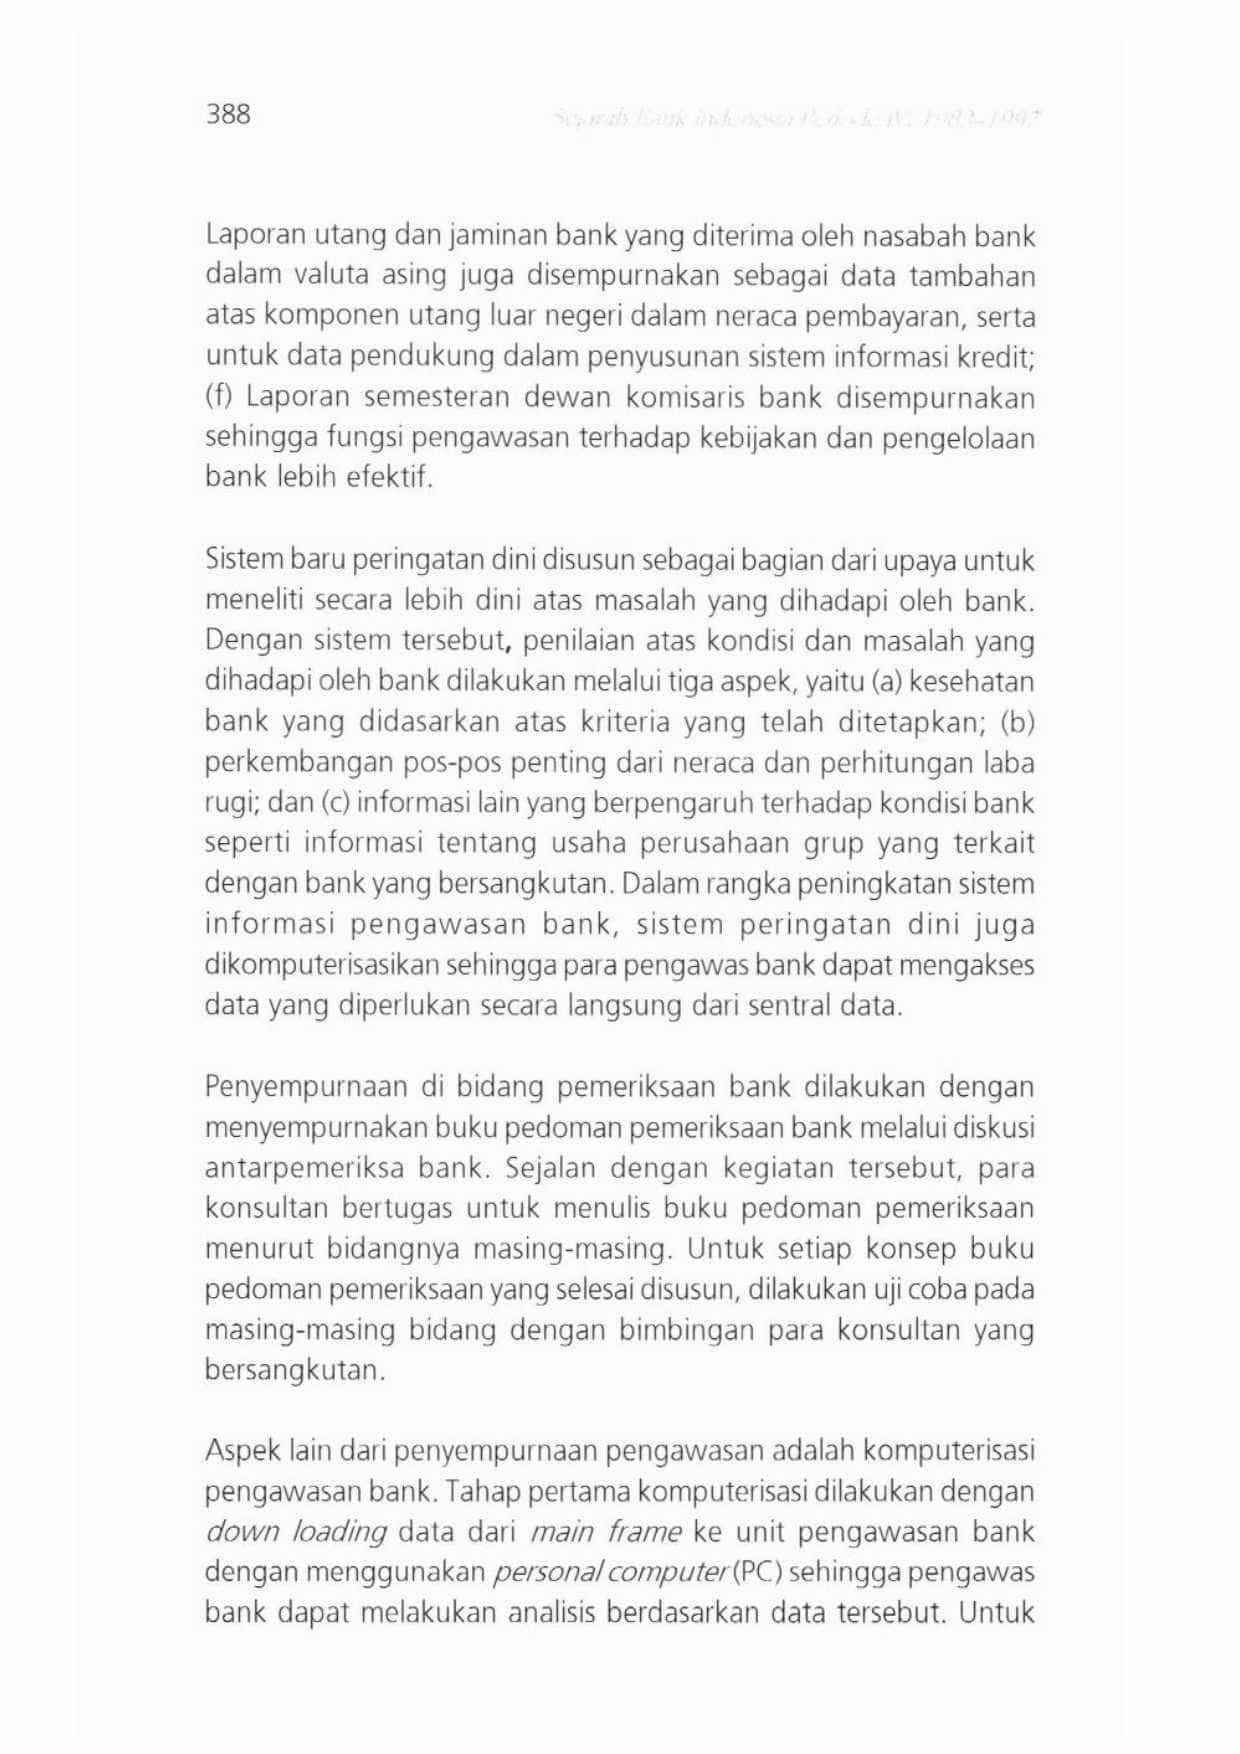 388
Sejarah Bank Indonesia Periode IV: 1983-1997
Laporan utang dan jaminan bank yang diterima oleh nasabah bank
dalam valuta asing juga disempurnakan sebagai data tambahan
atas komponen utang luar negeri dalam neraca pembayaran, serta
untuk data pendukung dalam penyusunan sistem informasi kredit;
(f) Laporan semesteran dewan komisaris bank disempurnakan
sehingga fungsi pengawasan terhadap kebijakan dan pengelolaan
bank lebih efektif.
Sistem baru peringatan dini disusun sebagai bagian dari upaya untuk
meneliti secara lebih dini atas masalah yang dihadapi oleh bank.
Dengan sistem tersebut, penilaian atas kondisi dan masalah yang
dihadapi oleh bank dilakukan melalui tiga aspek, yaitu (a) kesehatan
bank yang didasarkan atas kriteria yang telah ditetapkan; (b)
perkembangan pos-pos penting dari neraca dan perhitungan laba
rugi; dan (c) informasi lain yang berpengaruh terhadap kondisi bank
seperti informasi tentang usaha perusahaan grup yang terkait
dengan bank yang bersangkutan. Dalam rangka peningkatan sistem
informasi pengawasan bank, sistem peringatan dini juga
dikomputerisasikan sehingga para pengawas bank dapat mengakses
data yang diperlukan secara langsung dari sentral data.
Penyempurnaan di bidang pemeriksaan bank dilakukan dengan
menyempurnakan buku pedoman pemeriksaan bank melalui diskusi
antarpemeriksa bank. Sejalan dengan kegiatan tersebut, para
konsultan bertugas untuk menulis buku pedoman pemeriksaan
menurut bidangnya masing-masing. Untuk setiap konsep buku
pedoman pemeriksaan yang selesai disusun, dilakukan uji coba pada
masing-masing bidang dengan bimbingan para konsultan yang
bersangkutan.
Aspek lain dari penyempurnaan pengawasan adalah komputerisasi
pengawasan bank. Tahap pertama komputerisasi dilakukan dengan
down loading data dari main frame ke unit pengawasan bank
dengan menggunakan personal computer (PC) sehingga pengawas
bank dapat melakukan analisis berdasarkan data tersebut. Untuk